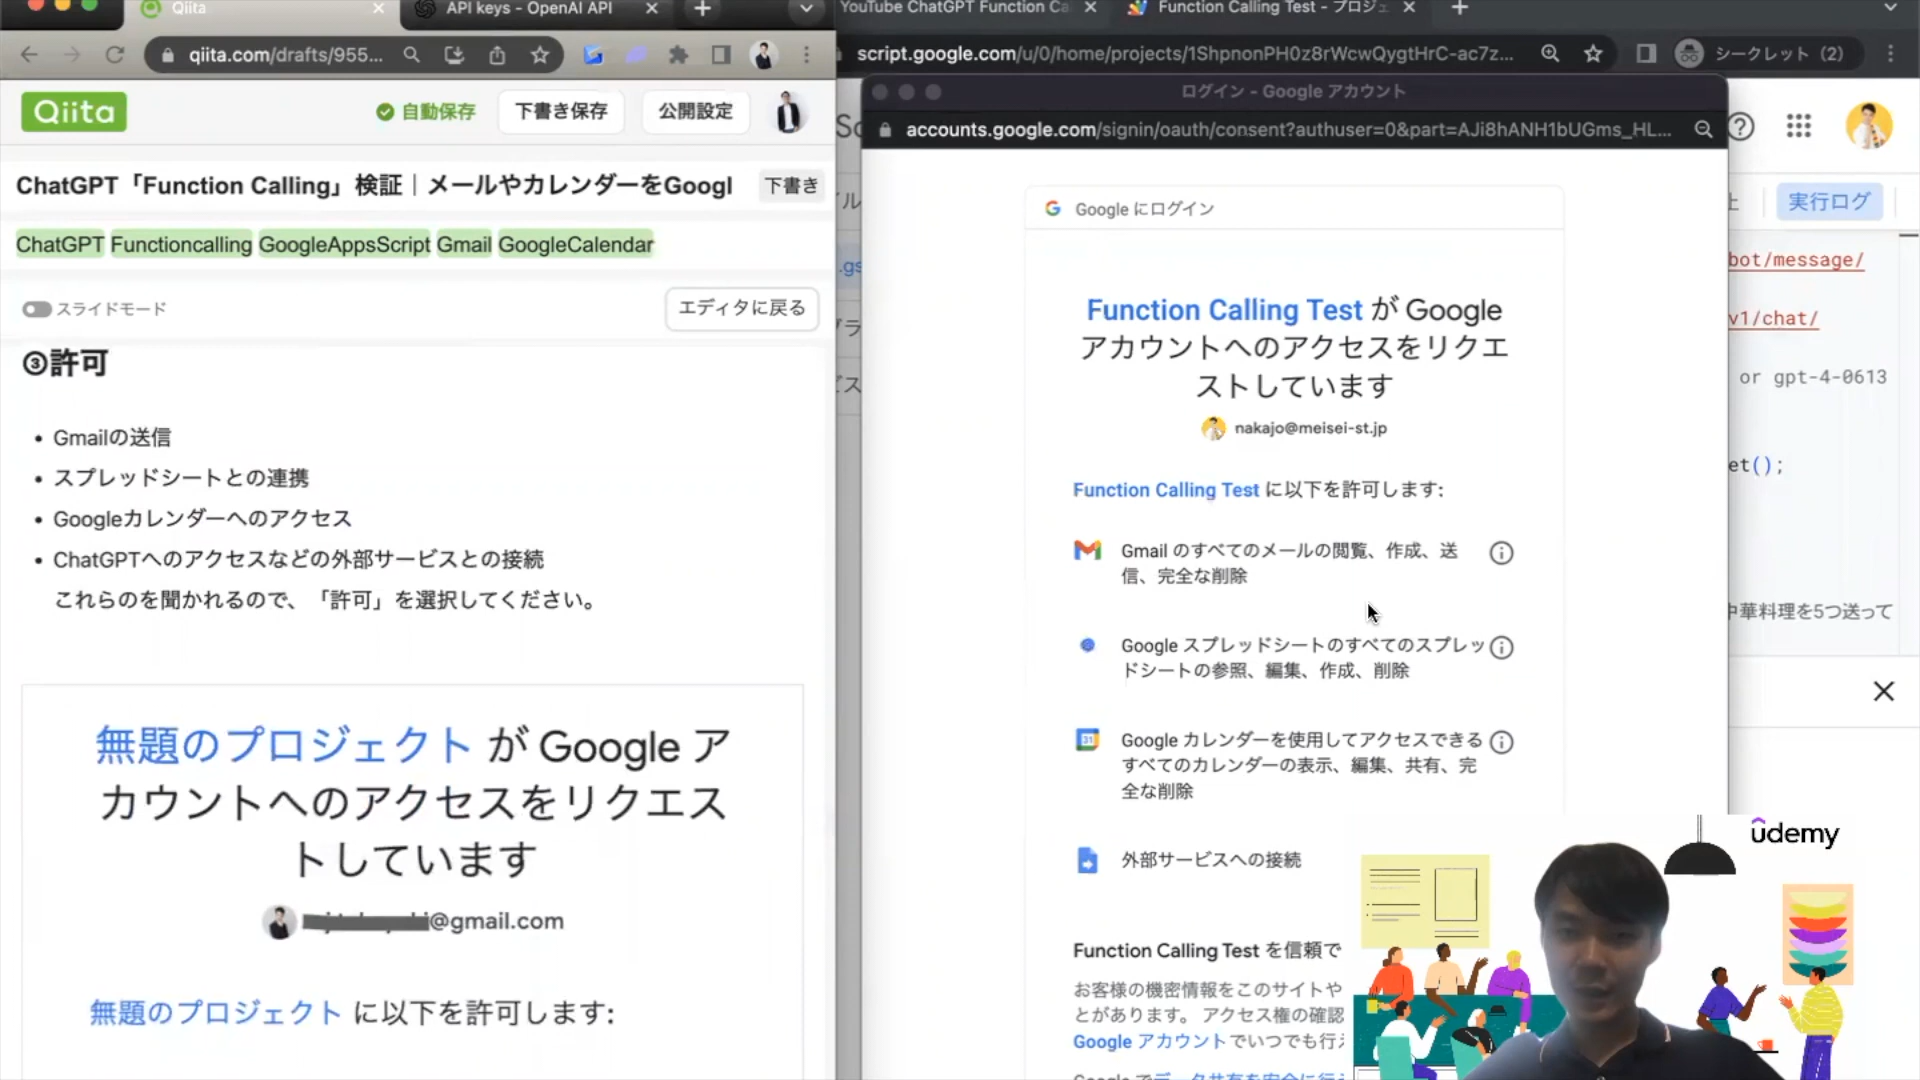 Qiita
API keys - OpenAI API
YouTube ChatGPT Function Ca
Function Calling Test - プロジェ
qiita.com/drafts/955...
script.google.com/u/0/home/projects/1ShpnonPH0z8rWcwQygtHrC-ac7z...
シークレット (2)
Qiita
自動保存
下書き保存
公開設定
ChatGPT「Function Calling」検証｜メールやカレンダーをGoogl
下書き
ChatGPT Functioncalling GoogleAppsScript Gmail GoogleCalendar
スライドモード
エディタに戻る
③許可
• Gmailの送信
• スプレッドシートとの連携
• Googleカレンダーへのアクセス
• ChatGPTへのアクセスなどの外部サービスとの接続
これらのを聞かれるので、「許可」を選択してください。
無題のプロジェクト が Google ア
カウントへのアクセスをリクエス
トしています
@gmail.com
無題のプロジェクト に以下を許可します:
ログイン - Google アカウント
accounts.google.com/signin/oauth/consent?authuser=0&part=AJi8hANH1bUGms_HL...
Google にログイン
Function Calling Test が Google
アカウントへのアクセスをリクエ
ストしています
nakajo@meisei-st.jp
Function Calling Test に以下を許可します:
Gmail のすべてのメールの閲覧、作成、送
信、完全な削除
Google スプレッドシートのすべてのスプレッ
ドシートの参照、編集、作成、削除
31
Google カレンダーを使用してアクセスできる
すべてのカレンダーの表示、編集、共有、完
全な削除
外部サービスへの接続
Function Calling Test を信頼で
お客様の機密情報をこのサイトや
とがあります。 アクセス権の確認
Google アカウントでいつでも行え
Sc
.gs
実行ログ
bot/message/
v1/chat/
or gpt-4-0613
et();
中華料理を5つ送って
udemy